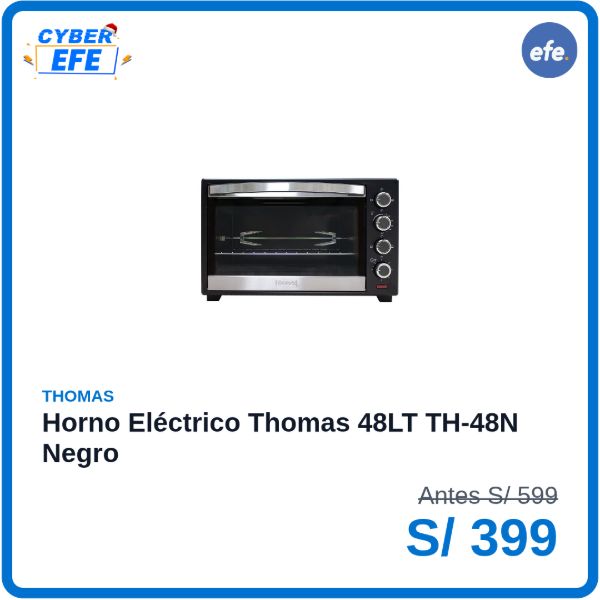 CYBER
EFE
efe.
THOMAS
Horno Eléctrico Thomas 48LT TH-48N
Negro
Antes S/ 599
S/ 399